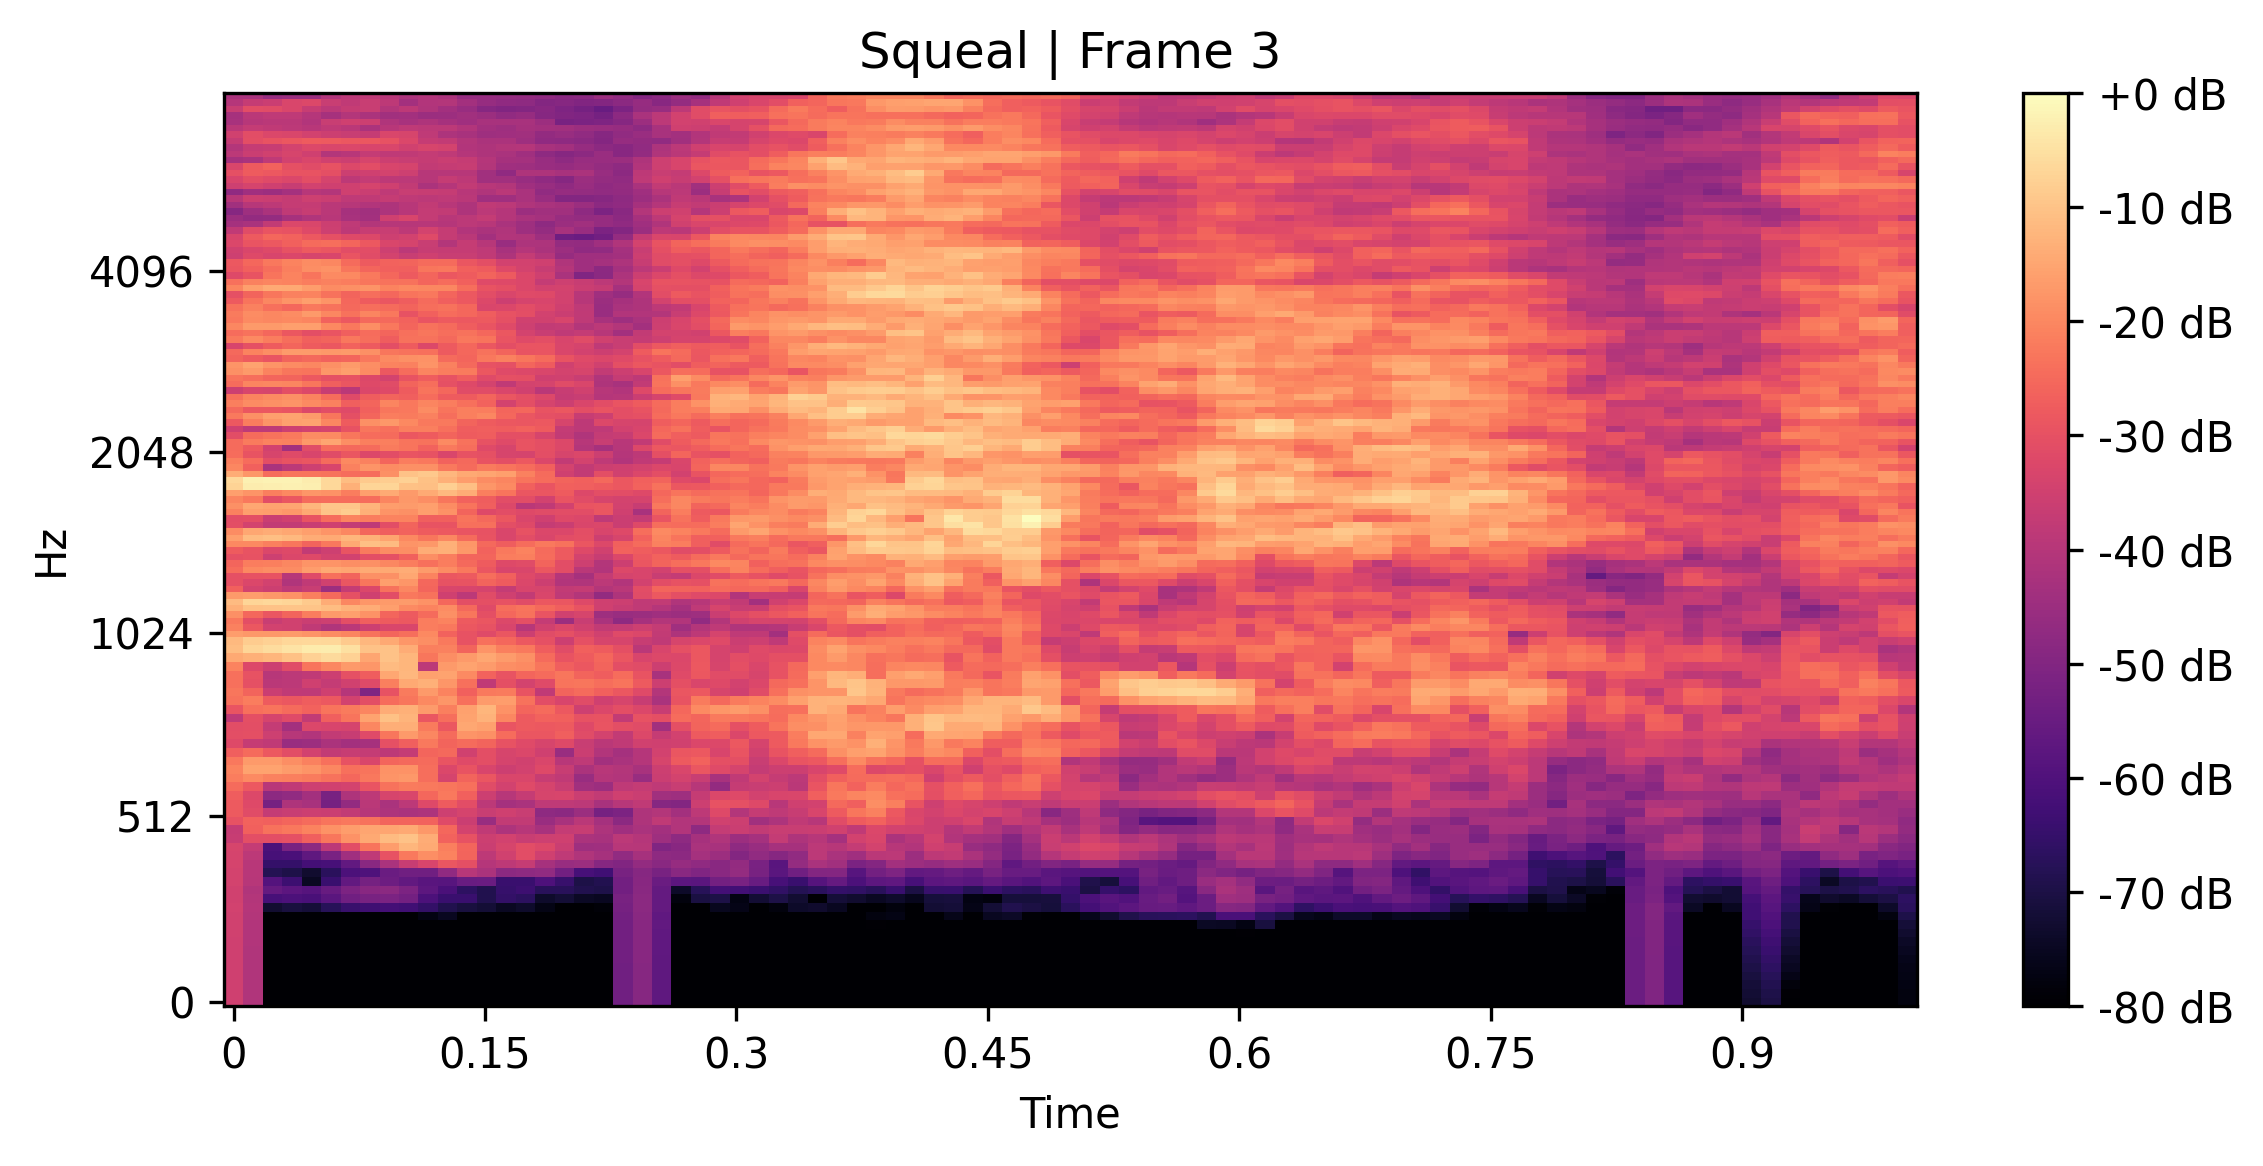 Squeal | Frame 3
Hz
4096
2048
1024
512
0
0 0.15 0.3 0.45 0.6 0.75 0.9
Time
+0 dB
-10 dB
-20 dB
-30 dB
-40 dB
-50 dB
-60 dB
-70 dB
-80 dB